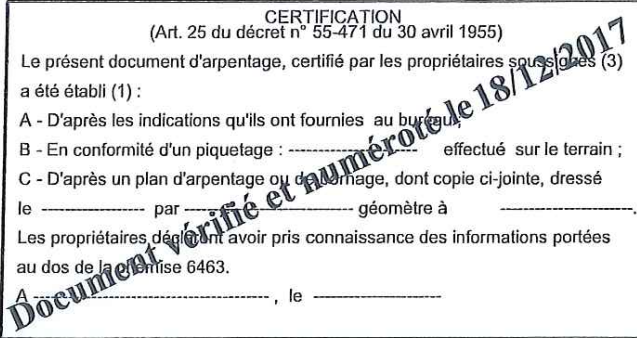 CERTIFICATION
(Art. 25 du décret n° 55-471 du 30 avril 1955)
Le présent document d'arpentage, certifié par les propriétaires soussignés (3)
a été établi (1) :
A - D'après les indications qu'ils ont fournies au bureau;
B - En conformité d'un piquetage : --------------------- effectué sur le terrain ;
C - D'après un plan d'arpentage ou de bornage, dont copie ci-jointe, dressé
le ----------------- par ----------------------- géomètre à ---------------------.
Les propriétaires déclarent avoir pris connaissance des informations portées
au dos de la chemise 6463.
A -------------------------------------- , le --------------------
Document vérifié et numéroté le 18/12/2017